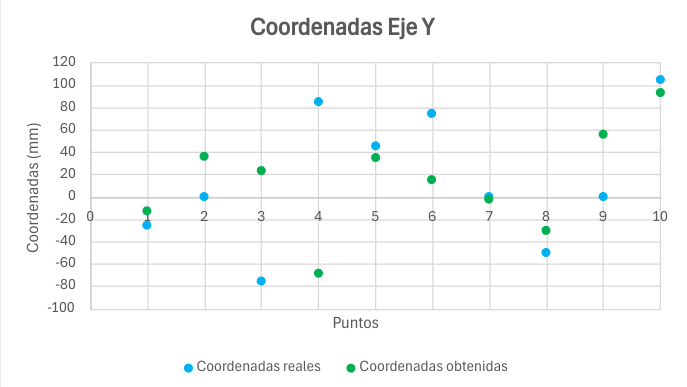 Coordenadas Eje Y
120
100
80
60
40
20
0
-20
-40
-60
-80
-100
0 1 2 3 4 5 6 7 8 9 10
Coordenadas (mm)
Puntos
Coordenadas reales Coordenadas obtenidas